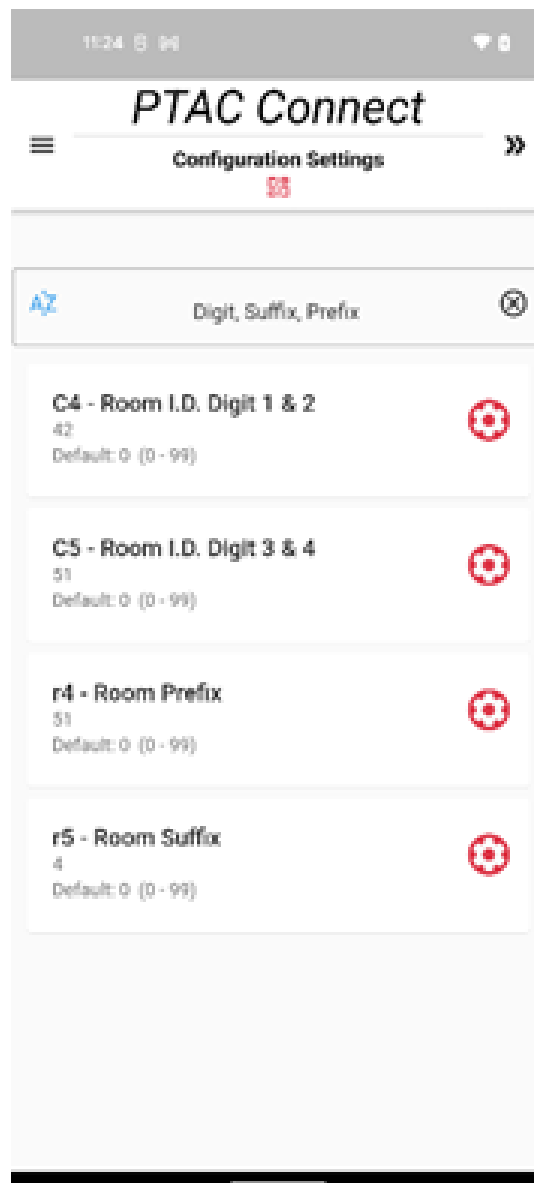 11:24
PTAC Connect
Configuration Settings
AZ
Digit, Suffix, Prefix
C4 - Room I.D. Digit 1 & 2
42
Default: 0 (0 - 99)
C5 - Room I.D. Digit 3 & 4
51
Default: 0 (0 - 99)
r4 - Room Prefix
51
Default: 0 (0 - 99)
r5 - Room Suffix
4
Default: 0 (0 - 99)